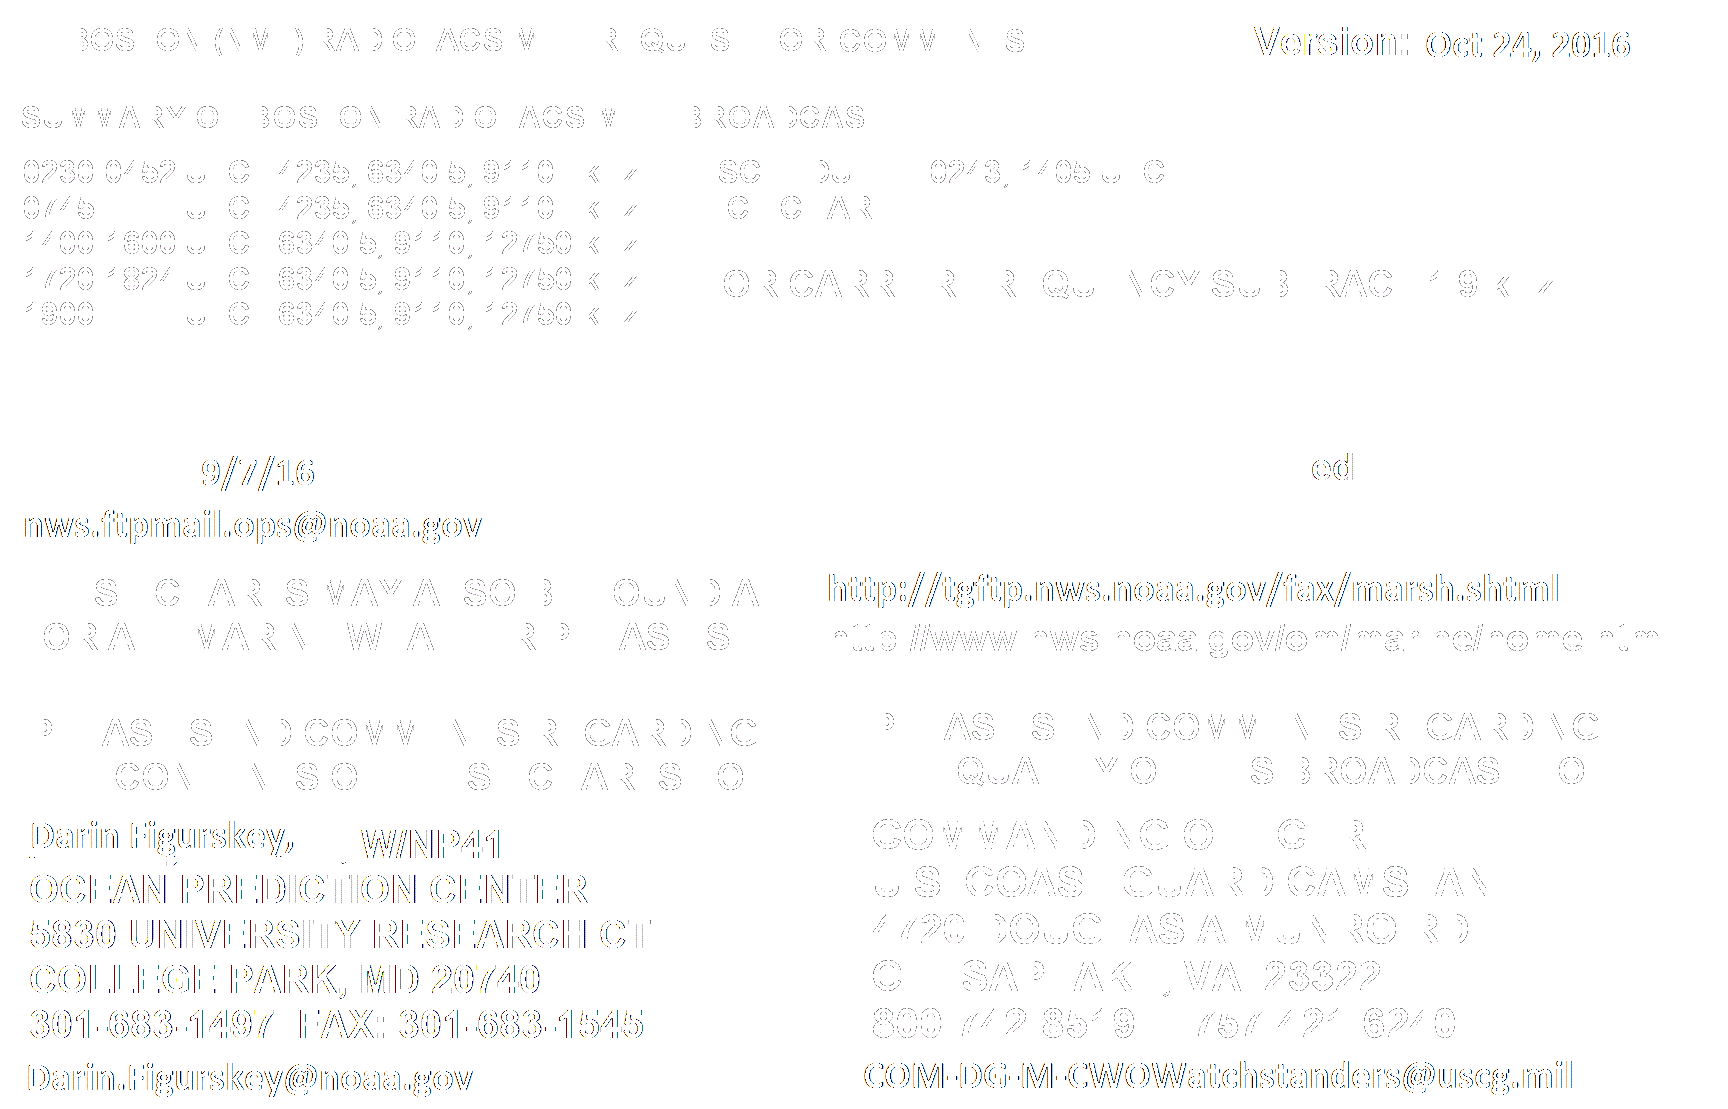 BOSTON (NMF) RADIOFACSIMILE REQUEST FOR COMMENTS
Version: Oct 24, 2016
SUMMARY OF BOSTON RADIOFACSIMILE BROADCAST
0230-0452 UTC 4235, 6340.5, 9110 kHz SCHEDULE 0243, 1405 UTC
0745 UTC 4235, 6340.5, 9110 kHz ICE CHART
1400-1600 UTC 6340.5, 9110, 12750 kHz
1720-1824 UTC 6340.5, 9110, 12750 kHz
FOR CARRIER FREQUENCY SUBTRACT 1.9 kHz
1900 UTC 6340.5, 9110, 12750 kHz
9/7/16 ed
nws.ftpmail.ops@noaa.gov
THESE CHARTS MAY ALSO BE FOUND AT http://tgftp.nws.noaa.gov/fax/marsh.shtml
FOR ALL MARINE WEATHER PLEASE SEE http://www.nws.noaa.gov/om/marine/home.htm
PLEASE SEND COMMENTS REGARDING
CONTENTS OF THESE CHARTS TO
Darin Figurskey, W/NP41
OCEAN PREDICTION CENTER
5830 UNIVERSITY RESEARCH CT
COLLEGE PARK, MD 20740
301-683-1497 FAX: 301-683-1545
Darin.Figurskey@noaa.gov
PLEASE SEND COMMENTS REGARDING
QUALITY OF THIS BROADCAST TO
COMMANDING OFFICER
U.S. COAST GUARD CAMSLANT
4720 DOUGLAS A MUNRO RD
CHESAPEAKE, VA 23322
800-742-8519 757-421-6240
COM-DG-M-CWOWatchstanders@uscg.mil